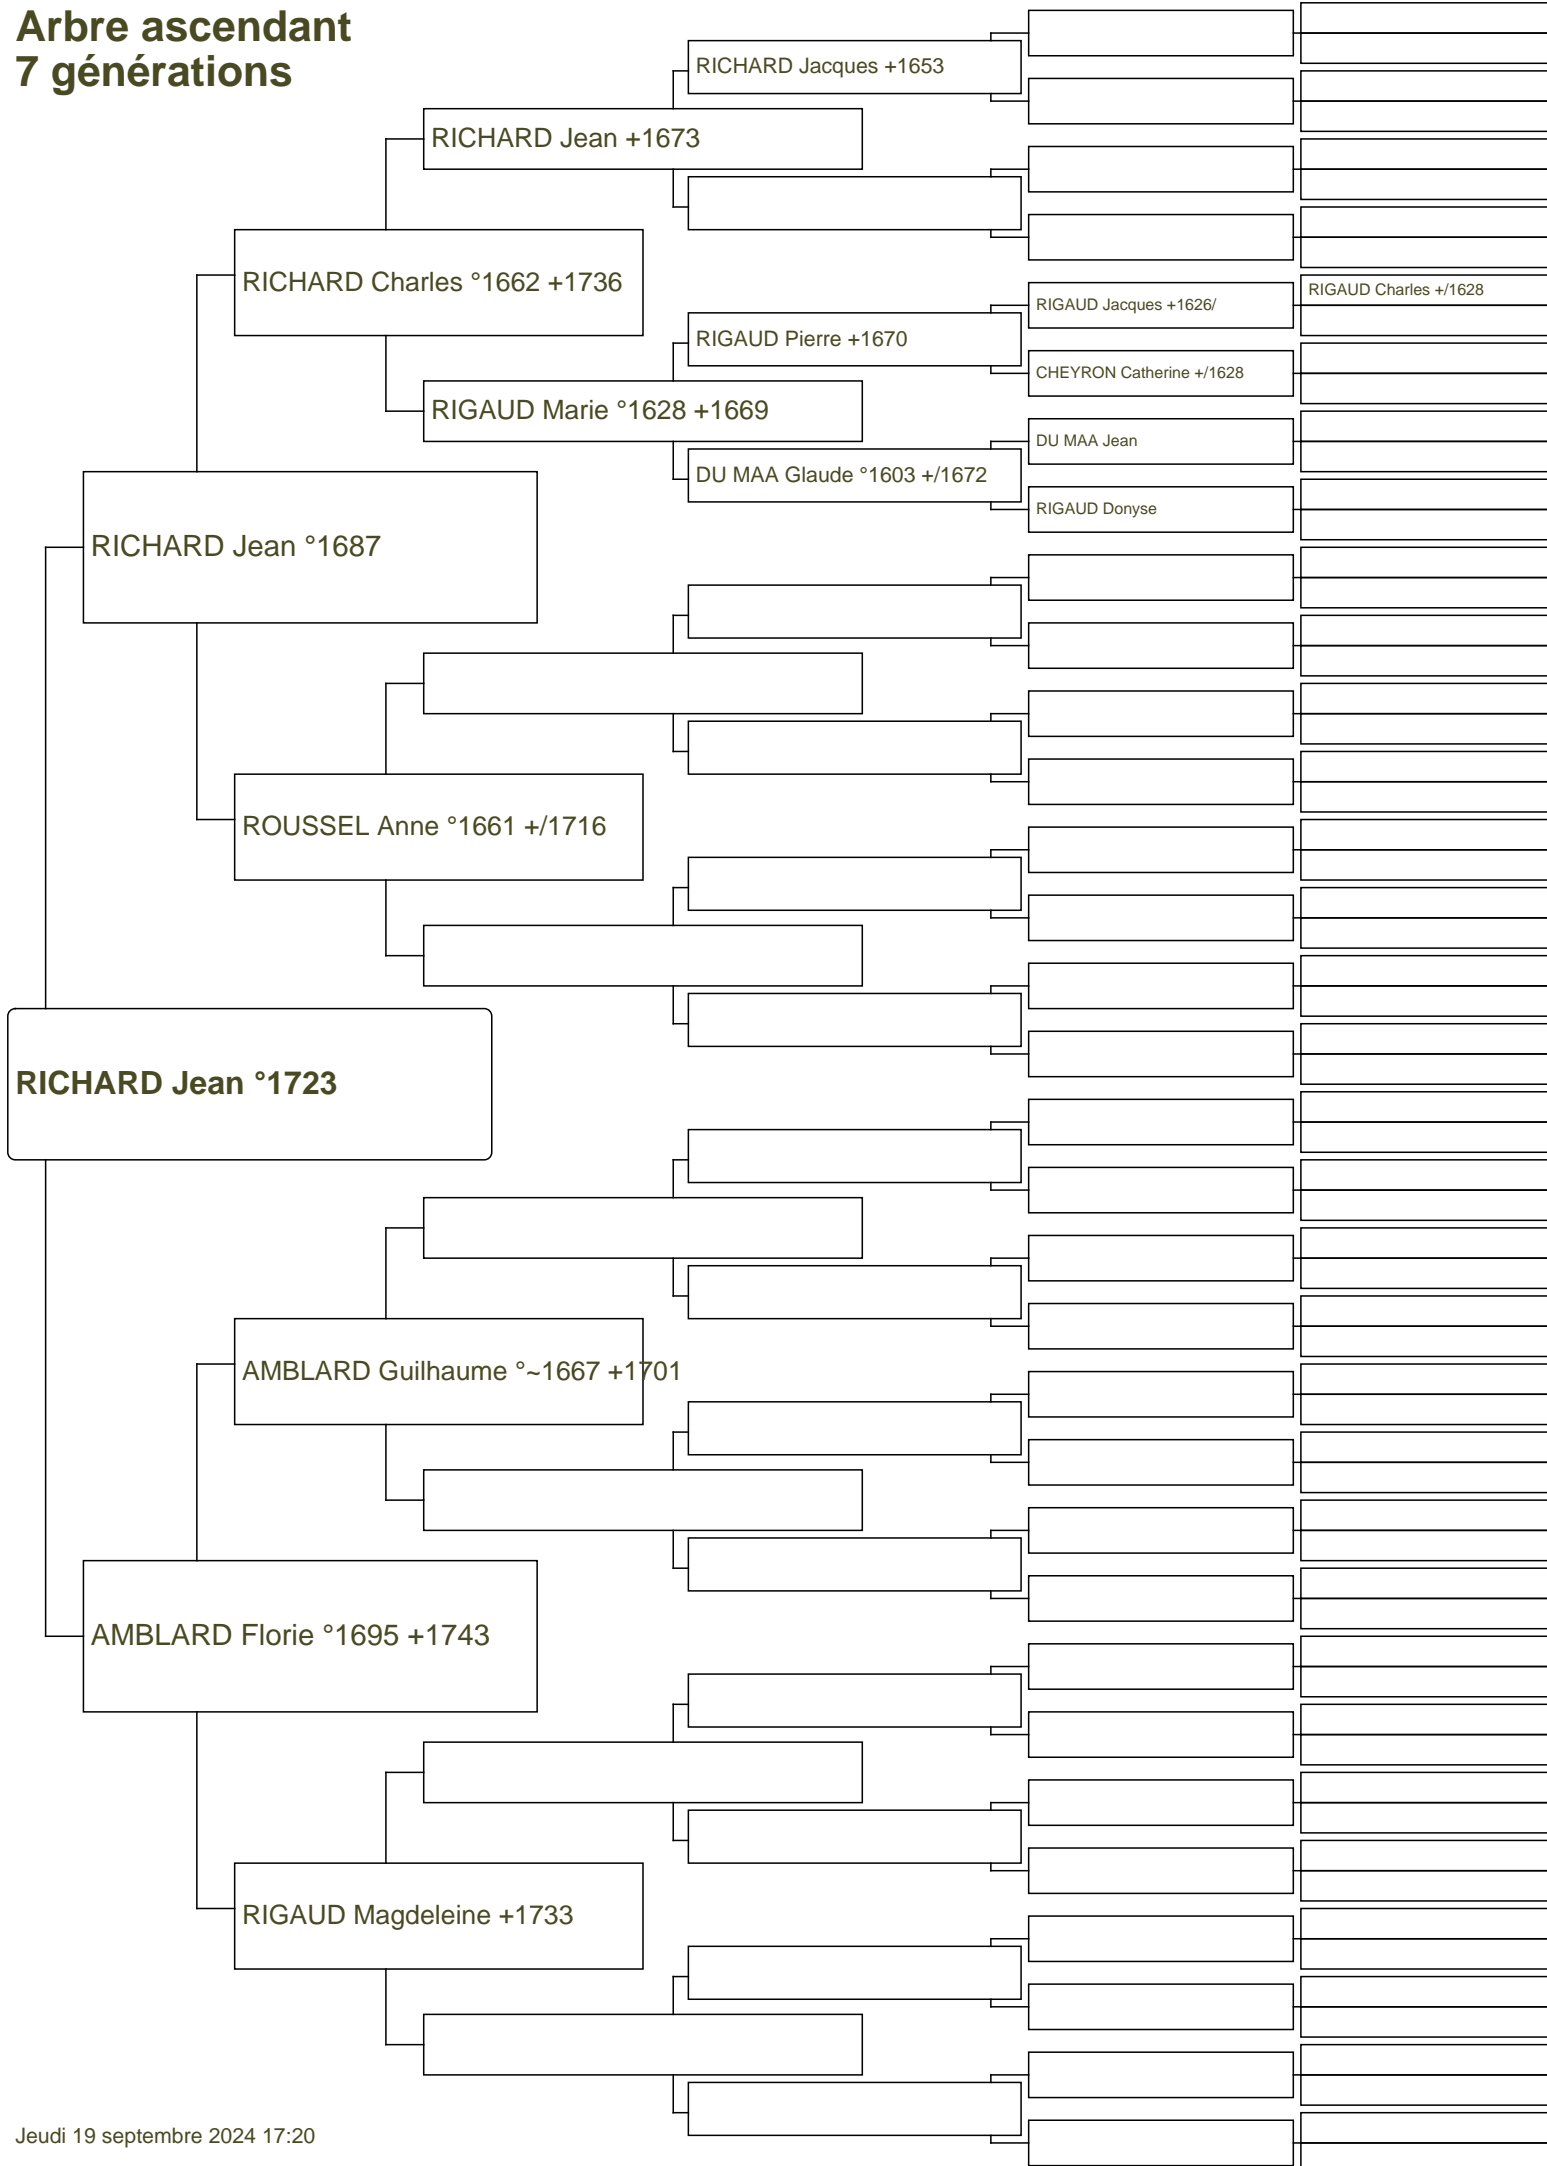 Arbre ascendant
7 générations
RICHARD Jacques +1653
RICHARD Jean +1673
RICHARD Charles °1662 +1736
RIGAUD Charles +/1628
RIGAUD Jacques +1626/
RIGAUD Pierre +1670
CHEYRON Catherine +/1628
RIGAUD Marie °1628 +1669
DU MAA Jean
DU MAA Glaude °1603 +/1672
RIGAUD Donyse
RICHARD Jean °1687
ROUSSEL Anne °1661 +/1716
RICHARD Jean °1723
AMBLARD Guilhaume °~1667 +1701
AMBLARD Florie °1695 +1743
RIGAUD Magdeleine +1733
Jeudi 19 septembre 2024 17:20